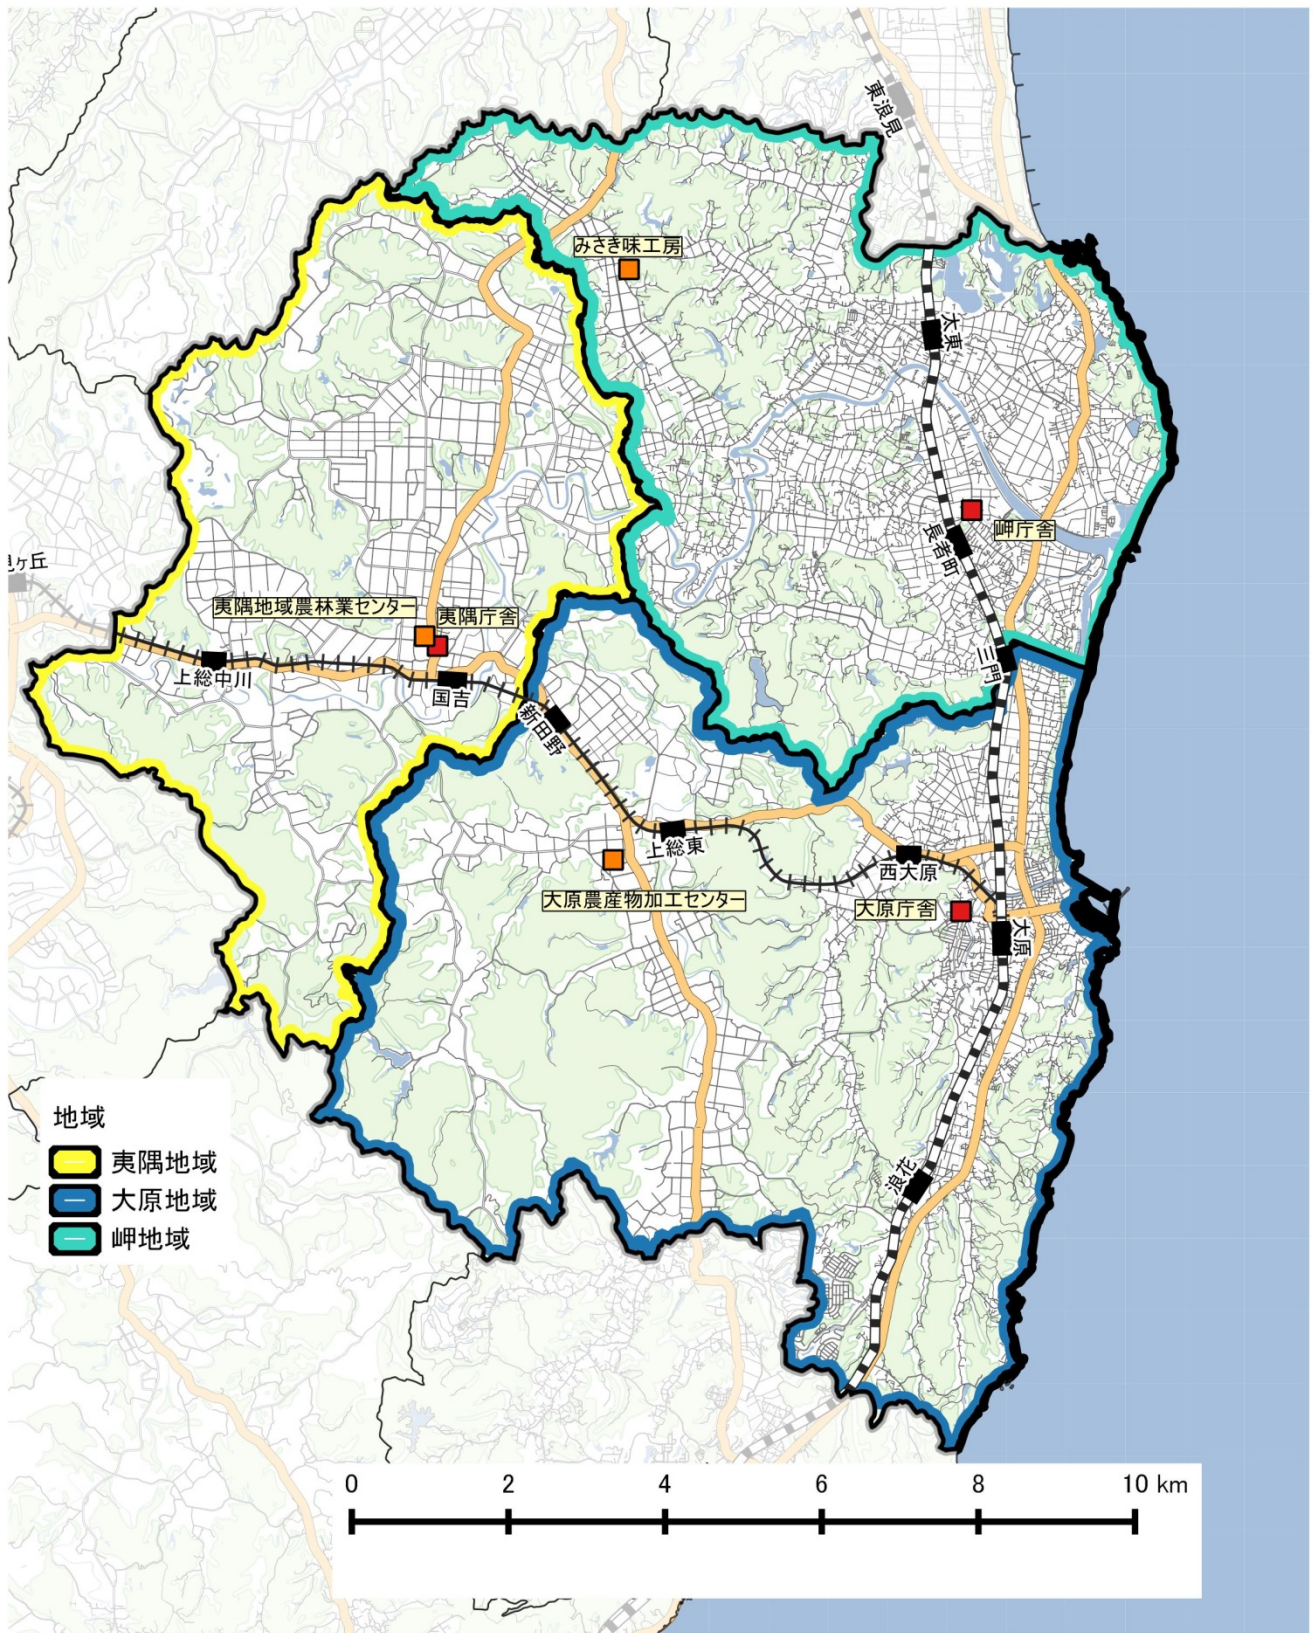 東浪見
みさき味工房
太東
岬庁舎
長者町
見ヶ丘
夷隅地域農林業センター
夷隅庁舎
三門
上総中川
国吉
新田野
上総東
西大原
大原農産物加工センター
大原庁舎
大原
浪花
地域
夷隅地域
大原地域
岬地域
0 2 4 6 8 10 km